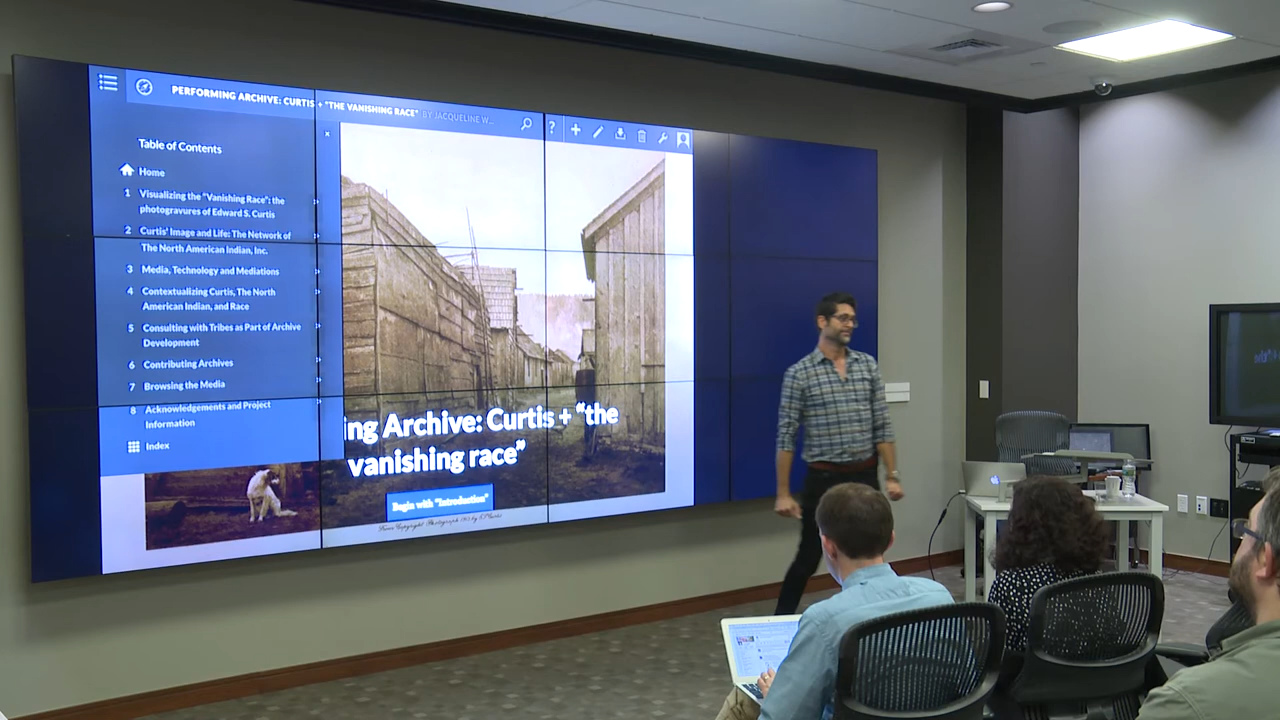 PERFORMING ARCHIVE: CURTIS + "THE VANISHING RACE" BY JACQUELINE W...
?
x
Table of Contents
Home
1 Visualizing the "Vanishing Race": the
photogravures of Edward S. Curtis
2 Curtis' Image and Life: The Network of
The North American Indian, Inc.
3 Media, Technology and Mediations
4 Contextualizing Curtis, The North
American Indian, and Race
5 Consulting with Tribes as Part of Archive
Development
6 Contributing Archives
7 Browsing the Media
8 Acknowledgements and Project
Information
Index
ing Archive: Curtis + "the
vanishing race"
Begin with "Introduction"